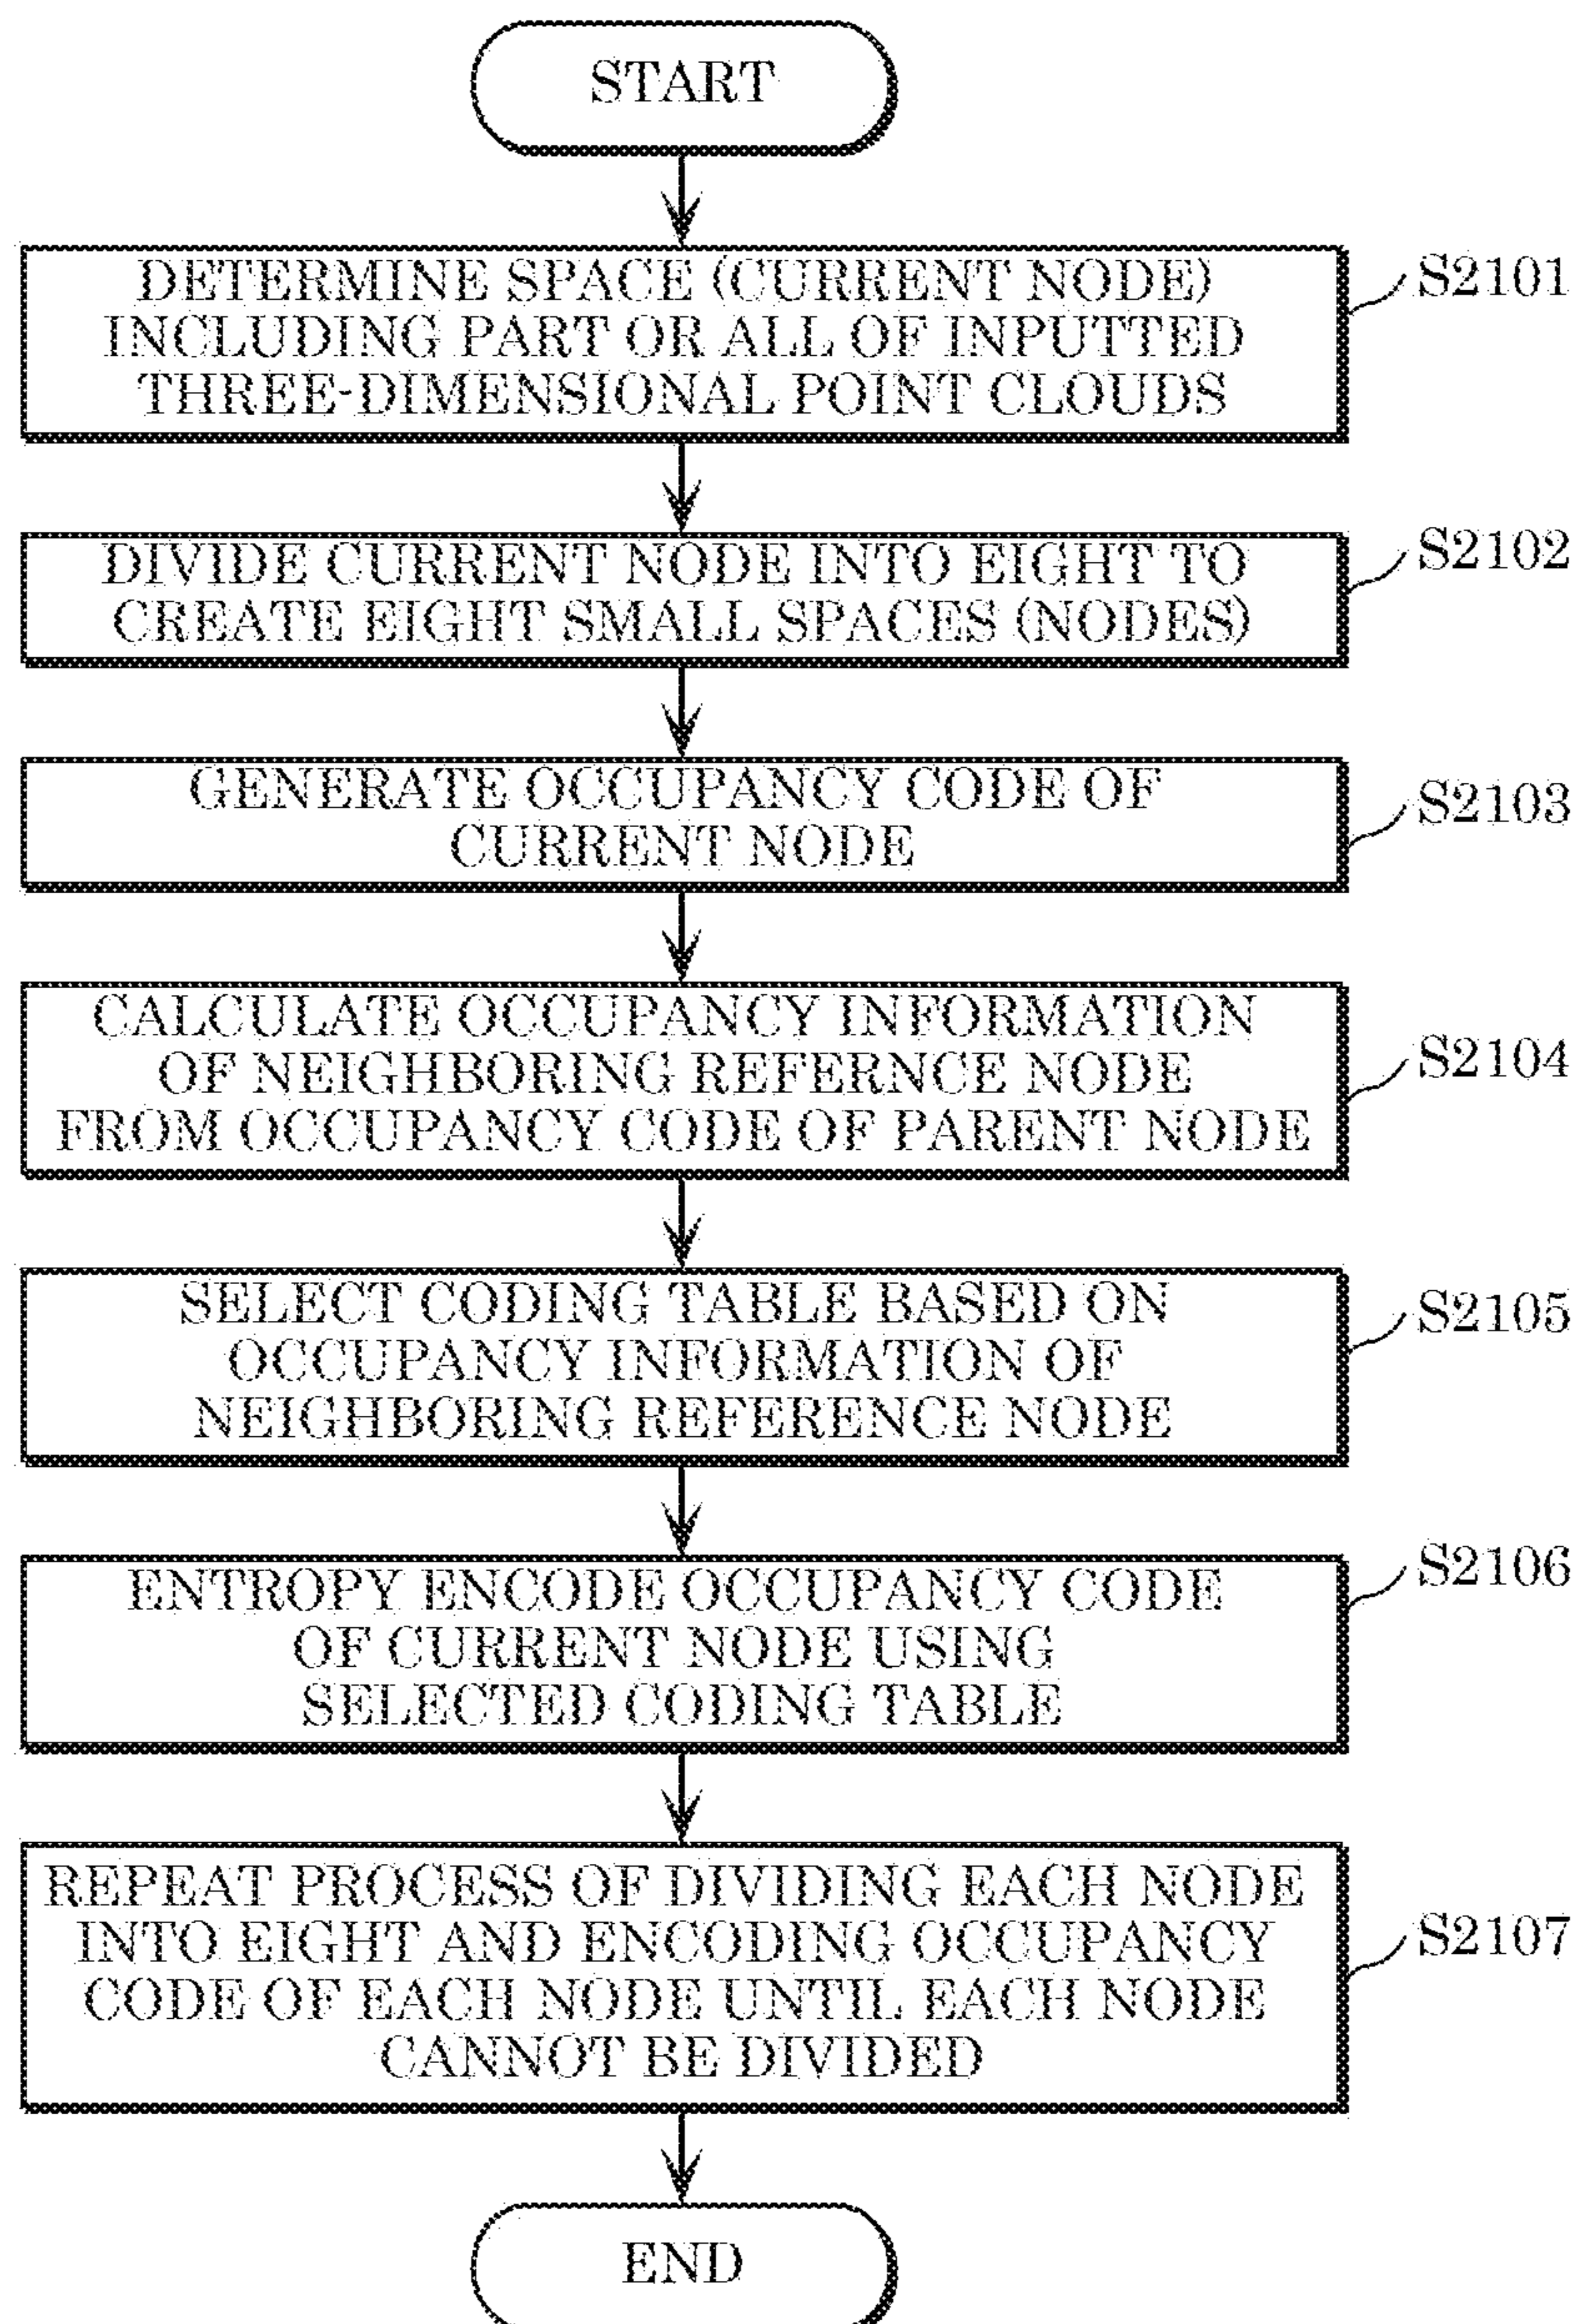 START
DETERMINE SPACE (CURRENT NODE)
INCLUDING PART OR ALL OF INPUTTED
THREE-DIMENSIONAL POINT CLOUDS
S2101
DIVIDE CURRENT NODE INTO EIGHT TO
CREATE EIGHT SMALL SPACES (NODES)
S2102
GENERATE OCCUPANCY CODE OF
CURRENT NODE
S2103
CALCULATE OCCUPANCY INFORMATION
OF NEIGHBORING REFERNCE NODE
FROM OCCUPANCY CODE OF PARENT NODE
S2104
SELECT CODING TABLE BASED ON
OCCUPANCY INFORMATION OF
NEIGHBORING REFERENCE NODE
S2105
ENTROPY ENCODE OCCUPANCY CODE
OF CURRENT NODE USING
SELECTED CODING TABLE
S2106
REPEAT PROCESS OF DIVIDING EACH NODE
INTO EIGHT AND ENCODING OCCUPANCY
CODE OF EACH NODE UNTIL EACH NODE
CANNOT BE DIVIDED
S2107
END